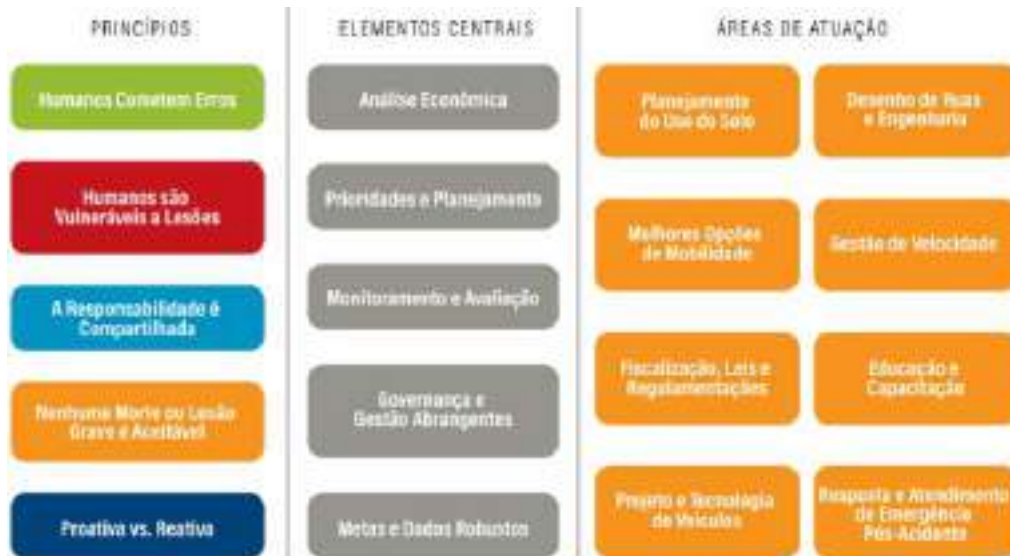 PRINCÍPIOS
Humanos Cometem Erros
Humanos são
Vulneráveis a Lesões
A Responsabilidade é
Compartilhada
Nenhuma Morte ou Lesão
Grave é Aceitável
Proativa vs. Reativa
ELEMENTOS CENTRAIS
Análise Econômica
Prioridades e Planejamento
Monitoramento e Avaliação
Governança e
Gestão Abrangentes
Metas e Dados Robustos
ÁREAS DE ATUAÇÃO
Planejamento
do Uso do Solo
Desenho de Ruas
e Engenharia
Melhores Opções
de Mobilidade
Gestão de Velocidade
Fiscalização, Leis e
Regulamentações
Educação e
Capacitação
Projeto e Tecnologia
de Veículos
Resposta e Atendimento
de Emergência
Pós-Acidente